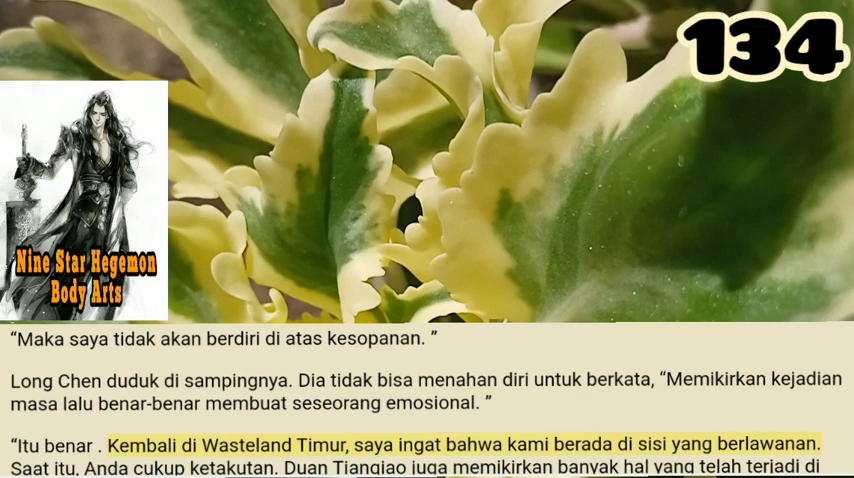 134
Nine Star Hegemon
Body Arts
“Maka saya tidak akan berdiri di atas kesopanan. ”
Long Chen duduk di sampingnya. Dia tidak bisa menahan diri untuk berkata, “Memikirkan kejadian
masa lalu benar-benar membuat seseorang emosional. ”
“Itu benar . Kembali di Wasteland Timur, saya ingat bahwa kami berada di sisi yang berlawanan.
Saat itu, Anda cukup ketakutan. Duan Tianqiao juga memikirkan banyak hal yang telah terjadi di